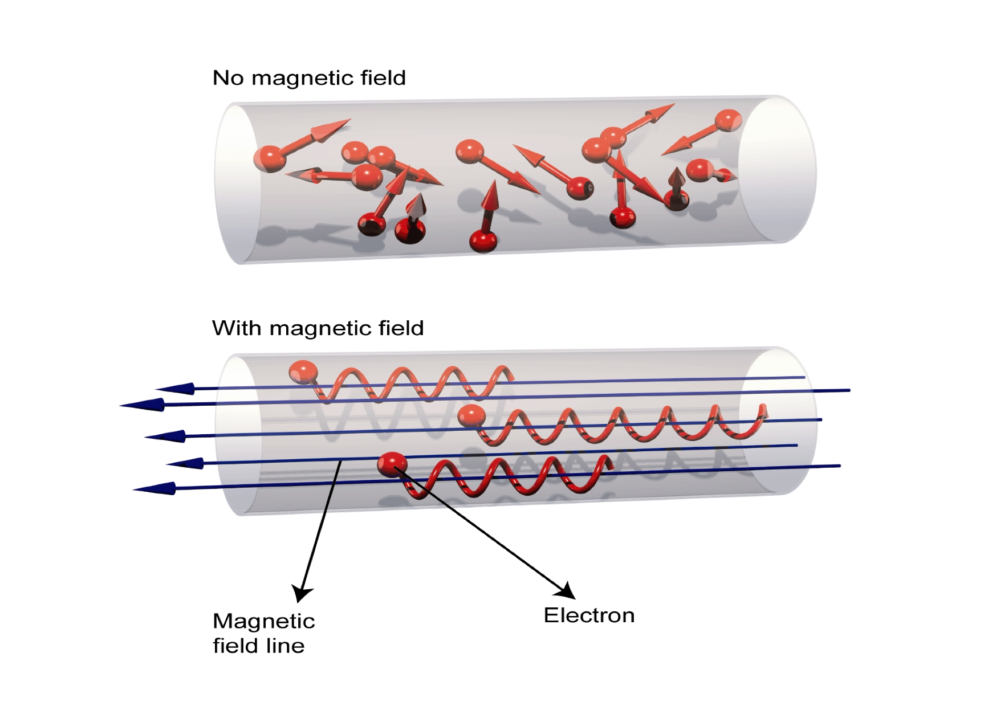 No magnetic field
With magnetic field
Magnetic
field line
Electron